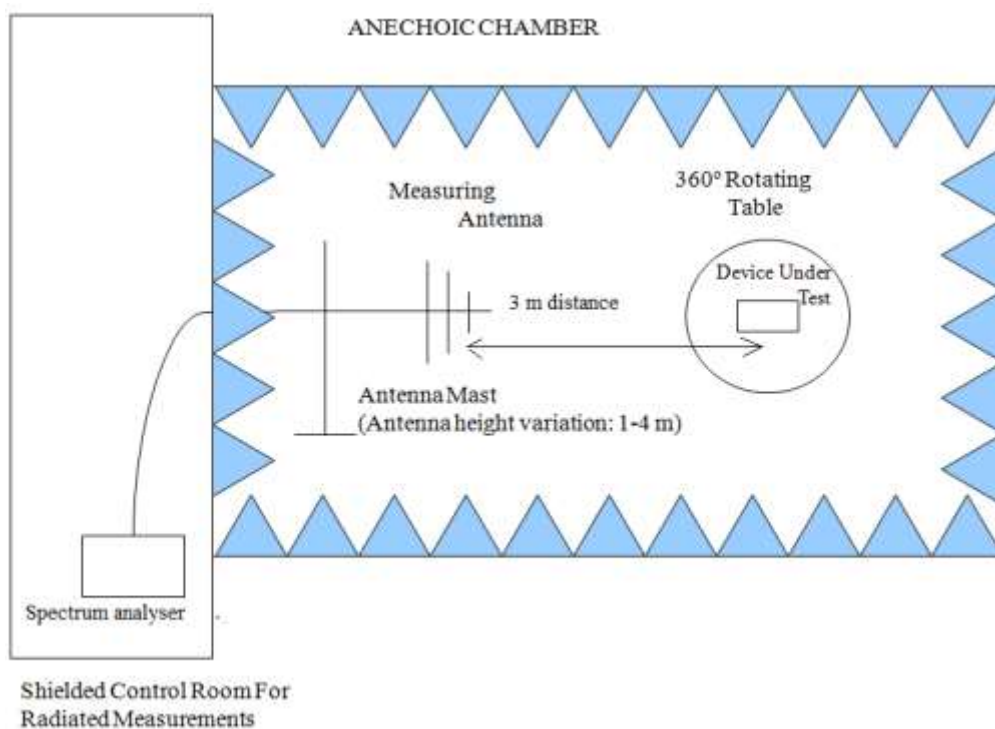 ANECHOIC CHAMBER
Measuring
Antenna
360º Rotating
Table
Device Under
Test
3 m distance
Antenna Mast
(Antenna height variation: 1-4 m)
Spectrum analyser
Shielded Control Room For
Radiated Measurements